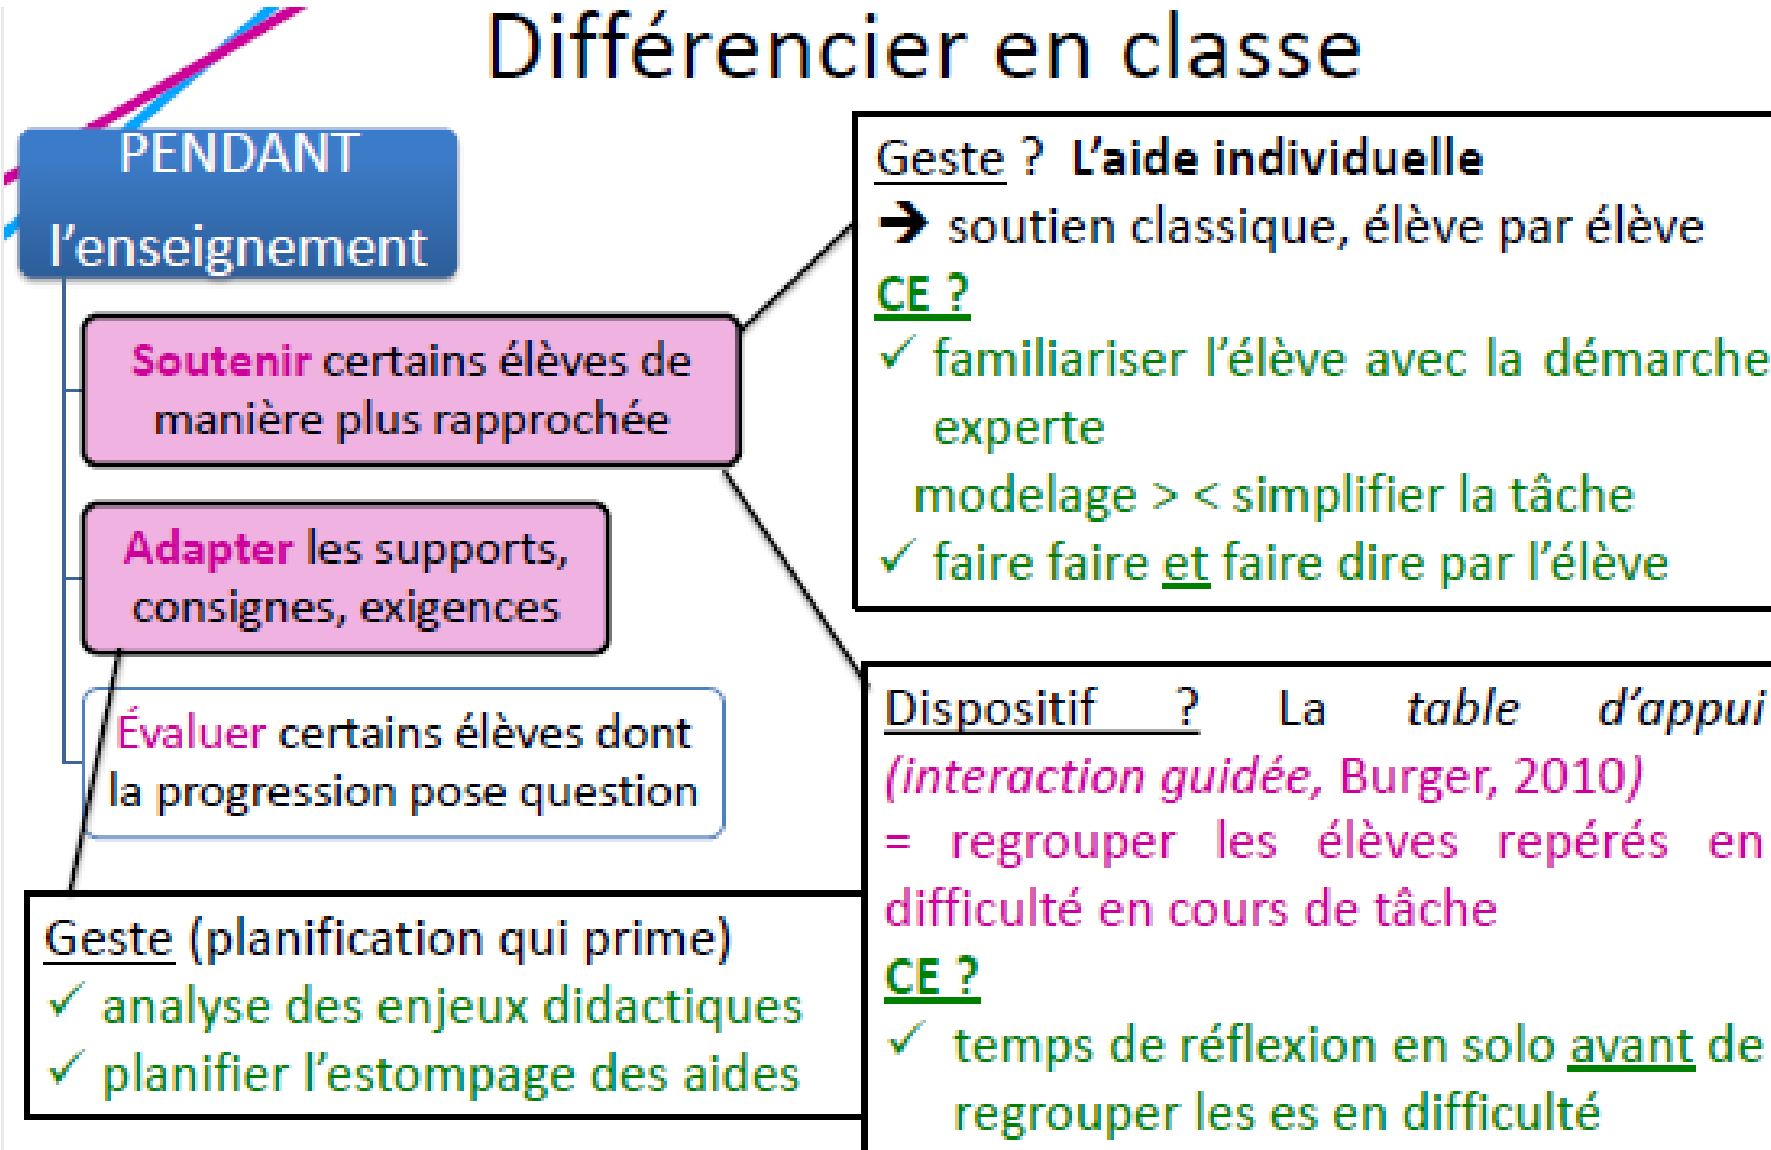 Différencier en classe
PENDANT
l'enseignement
Soutenir certains élèves de
manière plus rapprochée
Adapter les supports,
consignes, exigences
Évaluer certains élèves dont
la progression pose question
Geste (planification qui prime)
✓ analyse des enjeux didactiques
✓ planifier l'estompage des aides
Geste ? L'aide individuelle
➔ soutien classique, élève par élève
CE ?
✓ familiariser l'élève avec la démarche
experte
modelage > < simplifier la tâche
✓ faire faire et faire dire par l'élève
Dispositif ? La table d'appui
(interaction guidée, Burger, 2010)
= regrouper les élèves repérés en
difficulté en cours de tâche
CE ?
✓ temps de réflexion en solo avant de
regrouper les es en difficulté